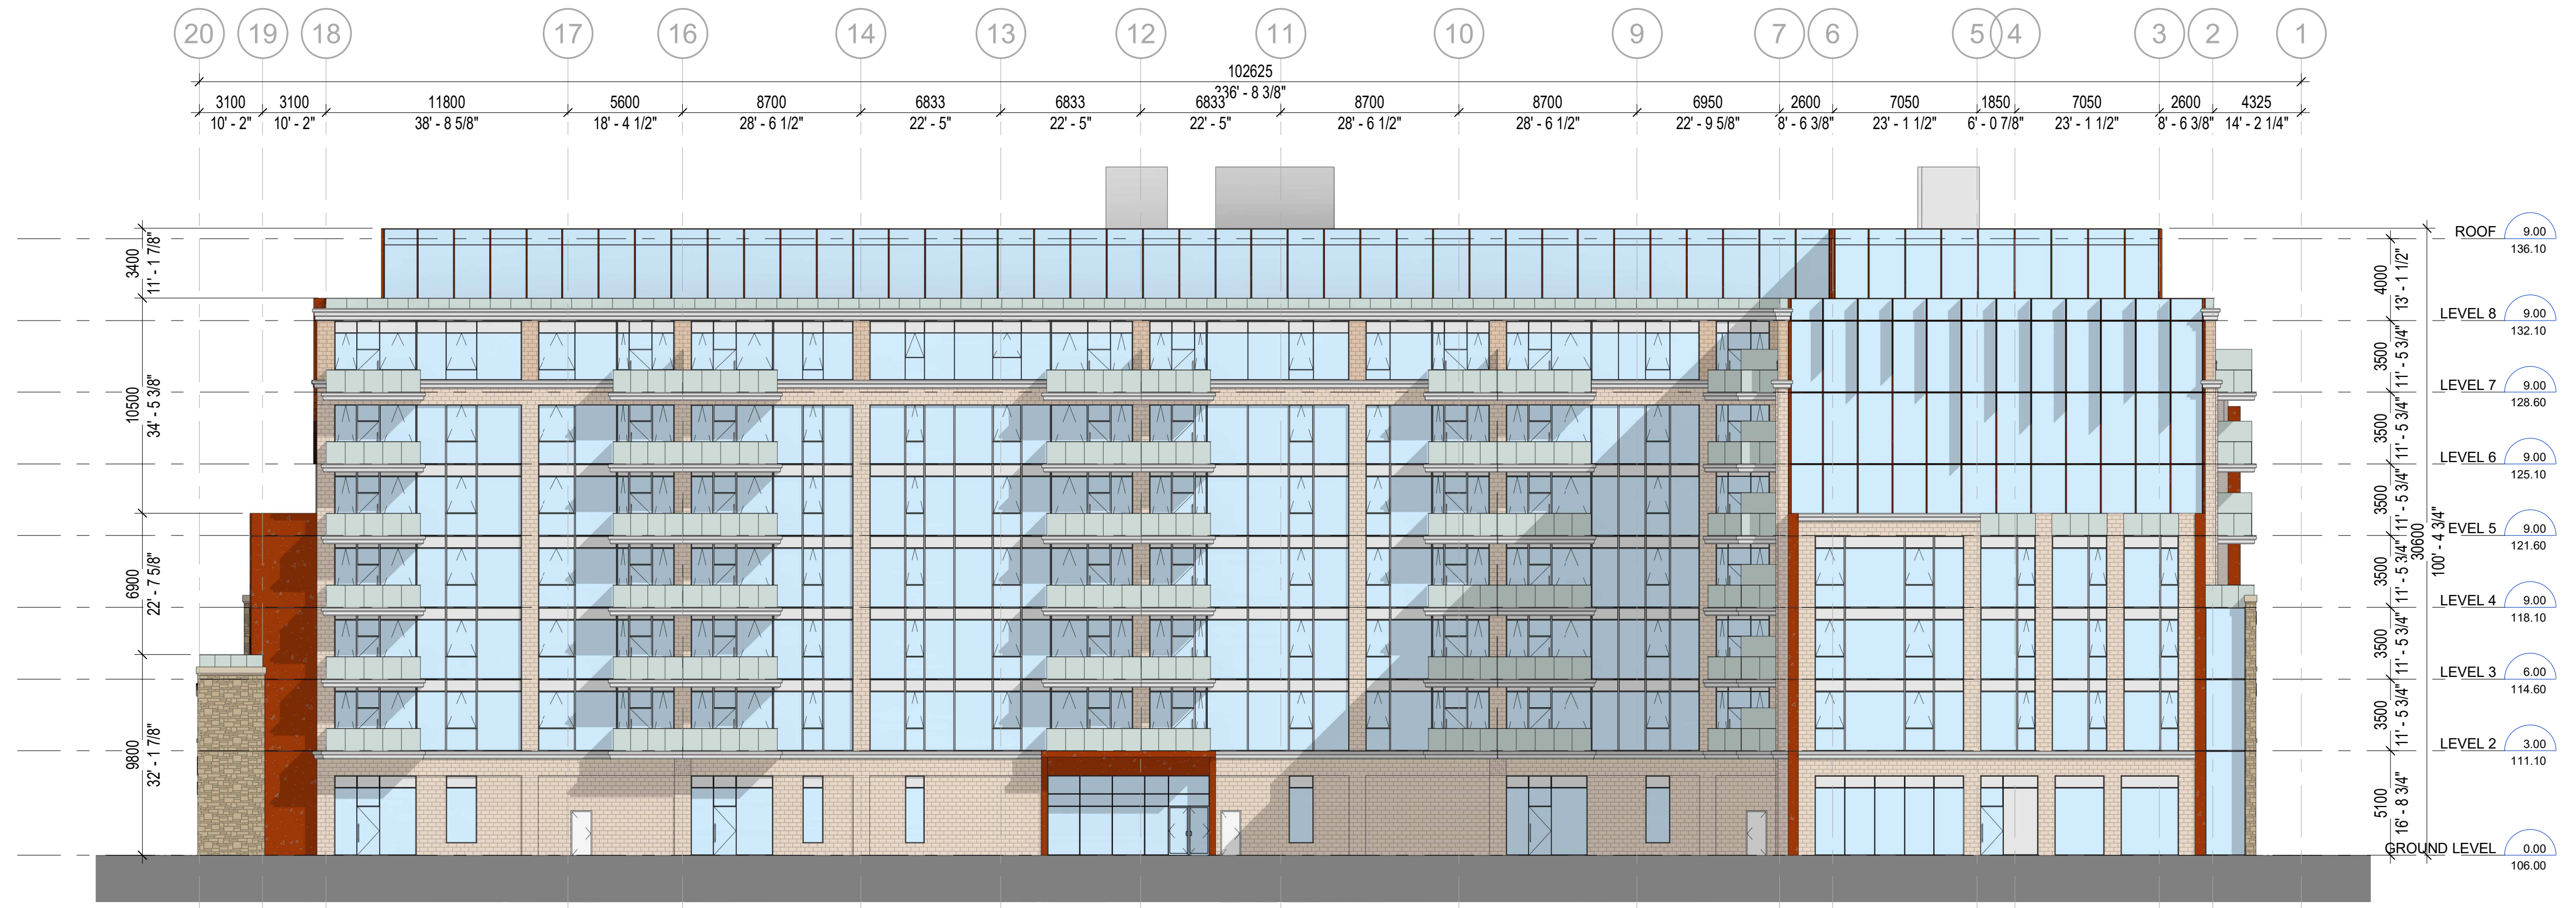 20 19 18 17 16 14 13 12 11 10 9 7 6 5 4 3 2 1
102625
336' - 8 3/8"
3100 3100 11800 5600 8700 6833 6833 6833 8700 8700 6950 2600 7050 1850 7050 2600 4325
10' - 2" 10' - 2" 38' - 8 5/8" 18' - 4 1/2" 28' - 6 1/2" 22' - 5" 22' - 5" 22' - 5" 28' - 6 1/2" 28' - 6 1/2" 22' - 9 5/8" 8' - 6 3/8" 23' - 1 1/2" 6' - 0 7/8" 23' - 1 1/2" 8' - 6 3/8" 14' - 2 1/4"
3400
11' - 1 7/8"
10500
34' - 5 3/8"
6900
22' - 7 5/8"
9800
32' - 1 7/8"
4000
13' - 1 1/2"
3500
11' - 5 3/4"
3500
11' - 5 3/4"
3500
11' - 5 3/4"
3500
11' - 5 3/4"
3500
11' - 5 3/4"
3500
11' - 5 3/4"
5100
16' - 8 3/4"
30600
100' - 4 3/4"
ROOF 9.00
136.10
LEVEL 8 9.00
132.10
LEVEL 7 9.00
128.60
LEVEL 6 9.00
125.10
LEVEL 5 9.00
121.60
LEVEL 4 9.00
118.10
LEVEL 3 6.00
114.60
LEVEL 2 3.00
111.10
GROUND LEVEL 0.00
106.00